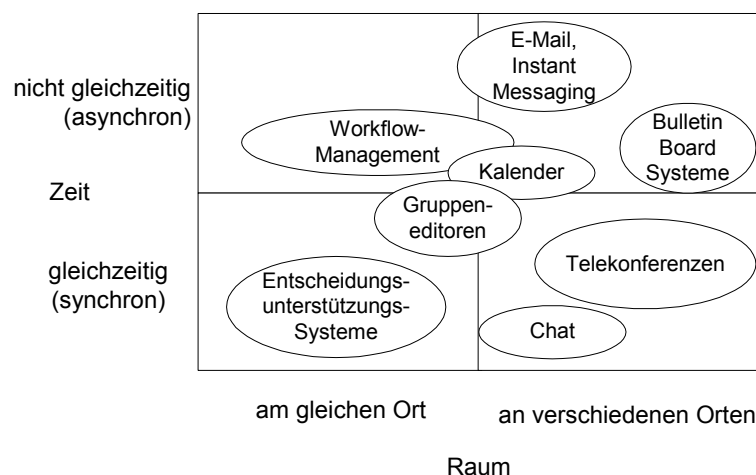 E-Mail,
Instant
Messaging
nicht gleichzeitig
(asynchron)
Workflow-
Management
Bulletin
Board
Systeme
Kalender
Zeit
Gruppen-
editoren
gleichzeitig
(synchron)
Telekonferenzen
Entscheidungs-
unterstützungs-
Systeme
Chat
am gleichen Ort
an verschiedenen Orten
Raum